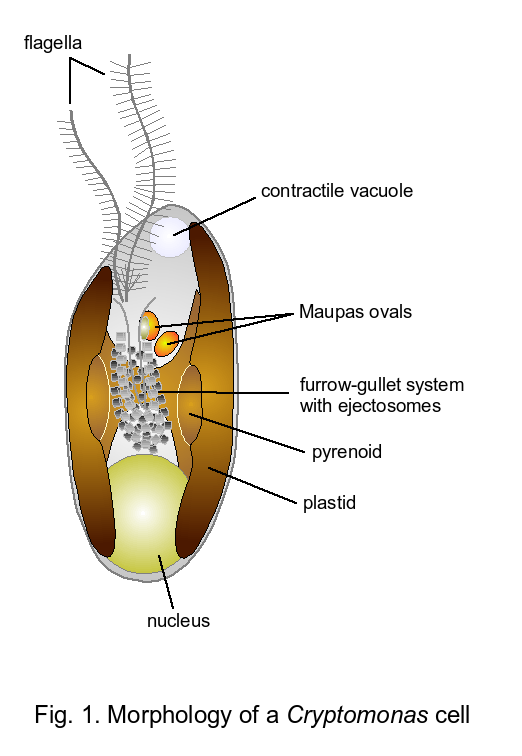 flagella
contractile vacuole
Maupas ovals
furrow-gullet system
with ejectosomes
pyrenoid
plastid
nucleus
Fig. 1. Morphology of a Cryptomonas cell